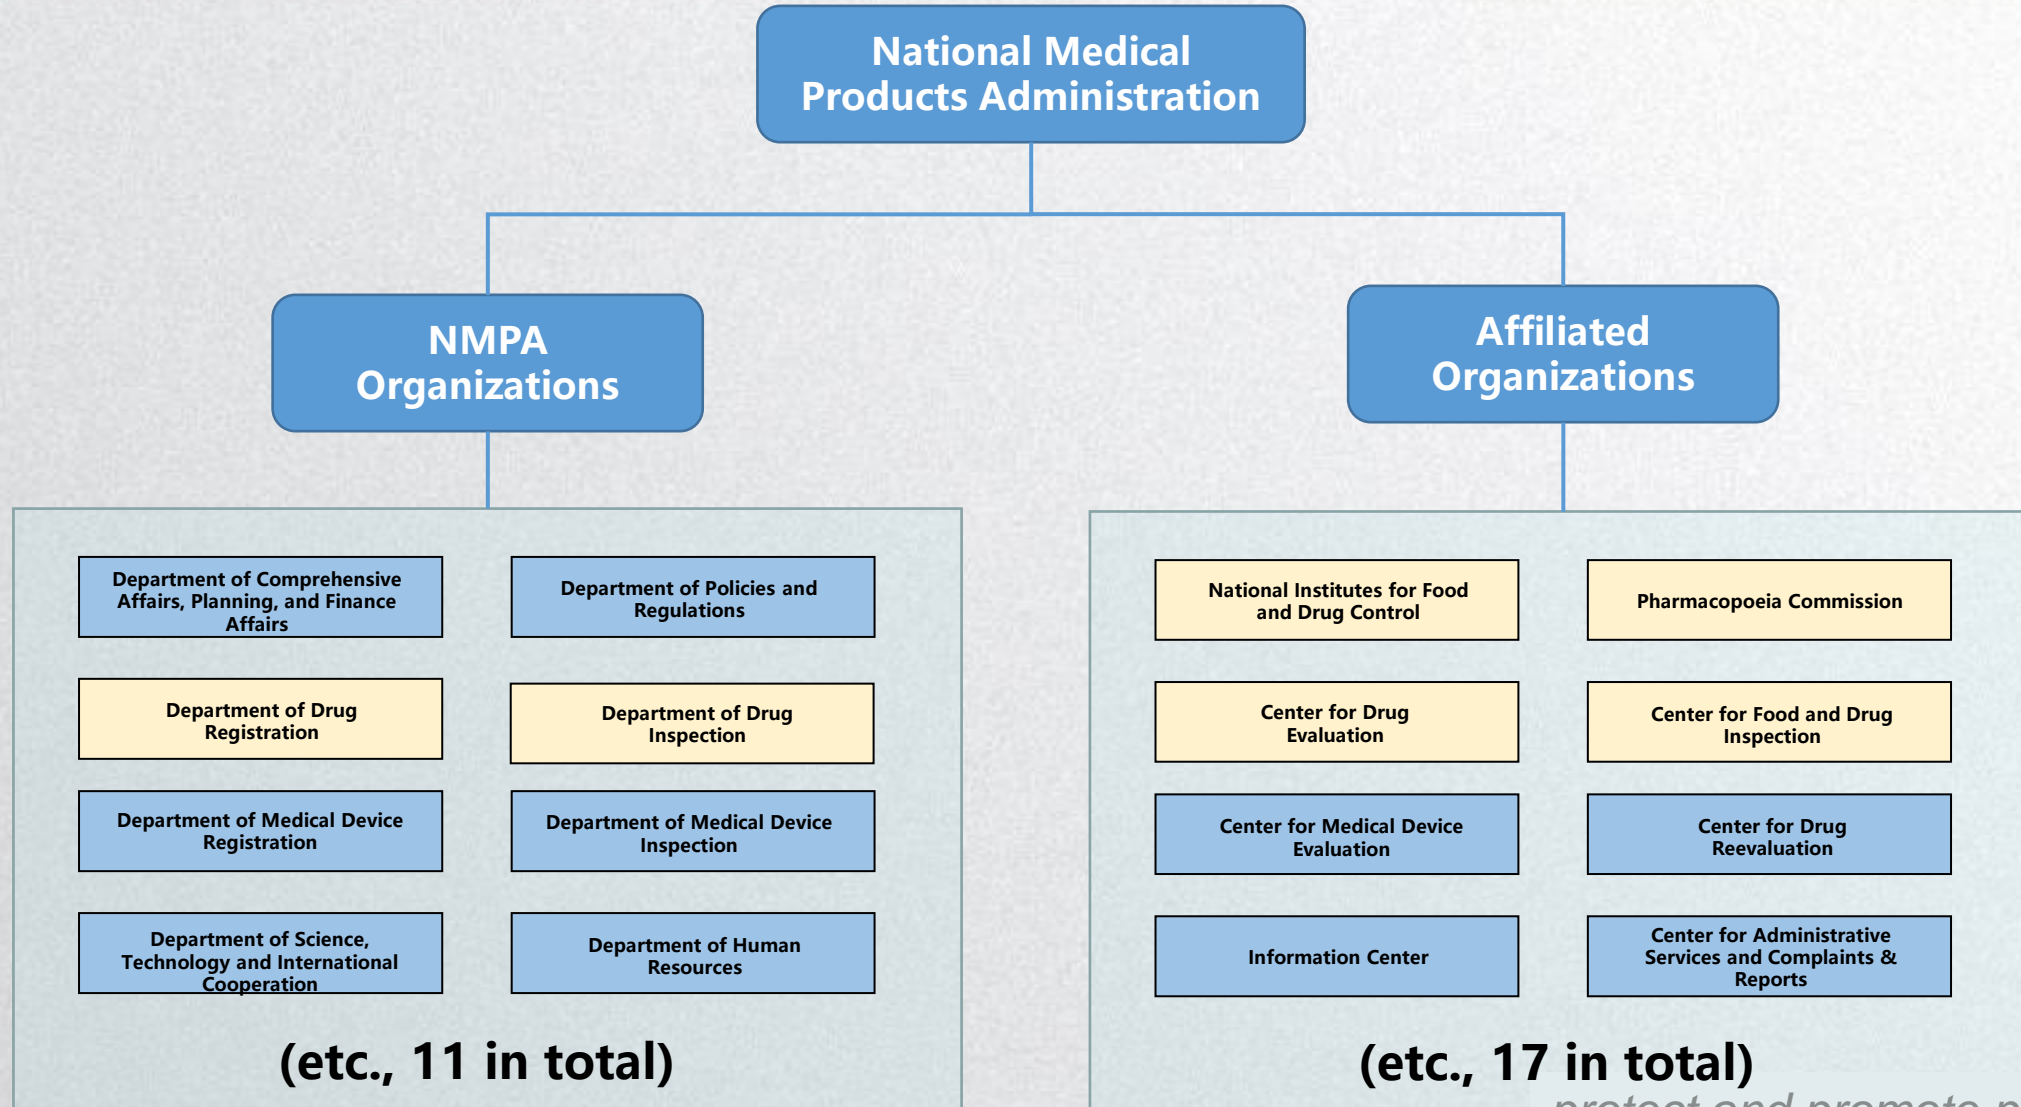 National Medical
Products Administration
NMPA
Organizations
Affiliated
Organizations
Department of Comprehensive
Affairs, Planning, and Finance
Affairs
Department of Policies and
Regulations
Department of Drug
Registration
Department of Drug
Inspection
Department of Medical Device
Registration
Department of Medical Device
Inspection
Department of Science,
Technology and International
Cooperation
Department of Human
Resources
(etc., 11 in total)
National Institutes for Food
and Drug Control
Pharmacopoeia Commission
Center for Drug
Evaluation
Center for Food and Drug
Inspection
Center for Medical Device
Evaluation
Center for Drug
Reevaluation
Information Center
Center for Administrative
Services and Complaints &
Reports
(etc., 17 in total)
protect and promote